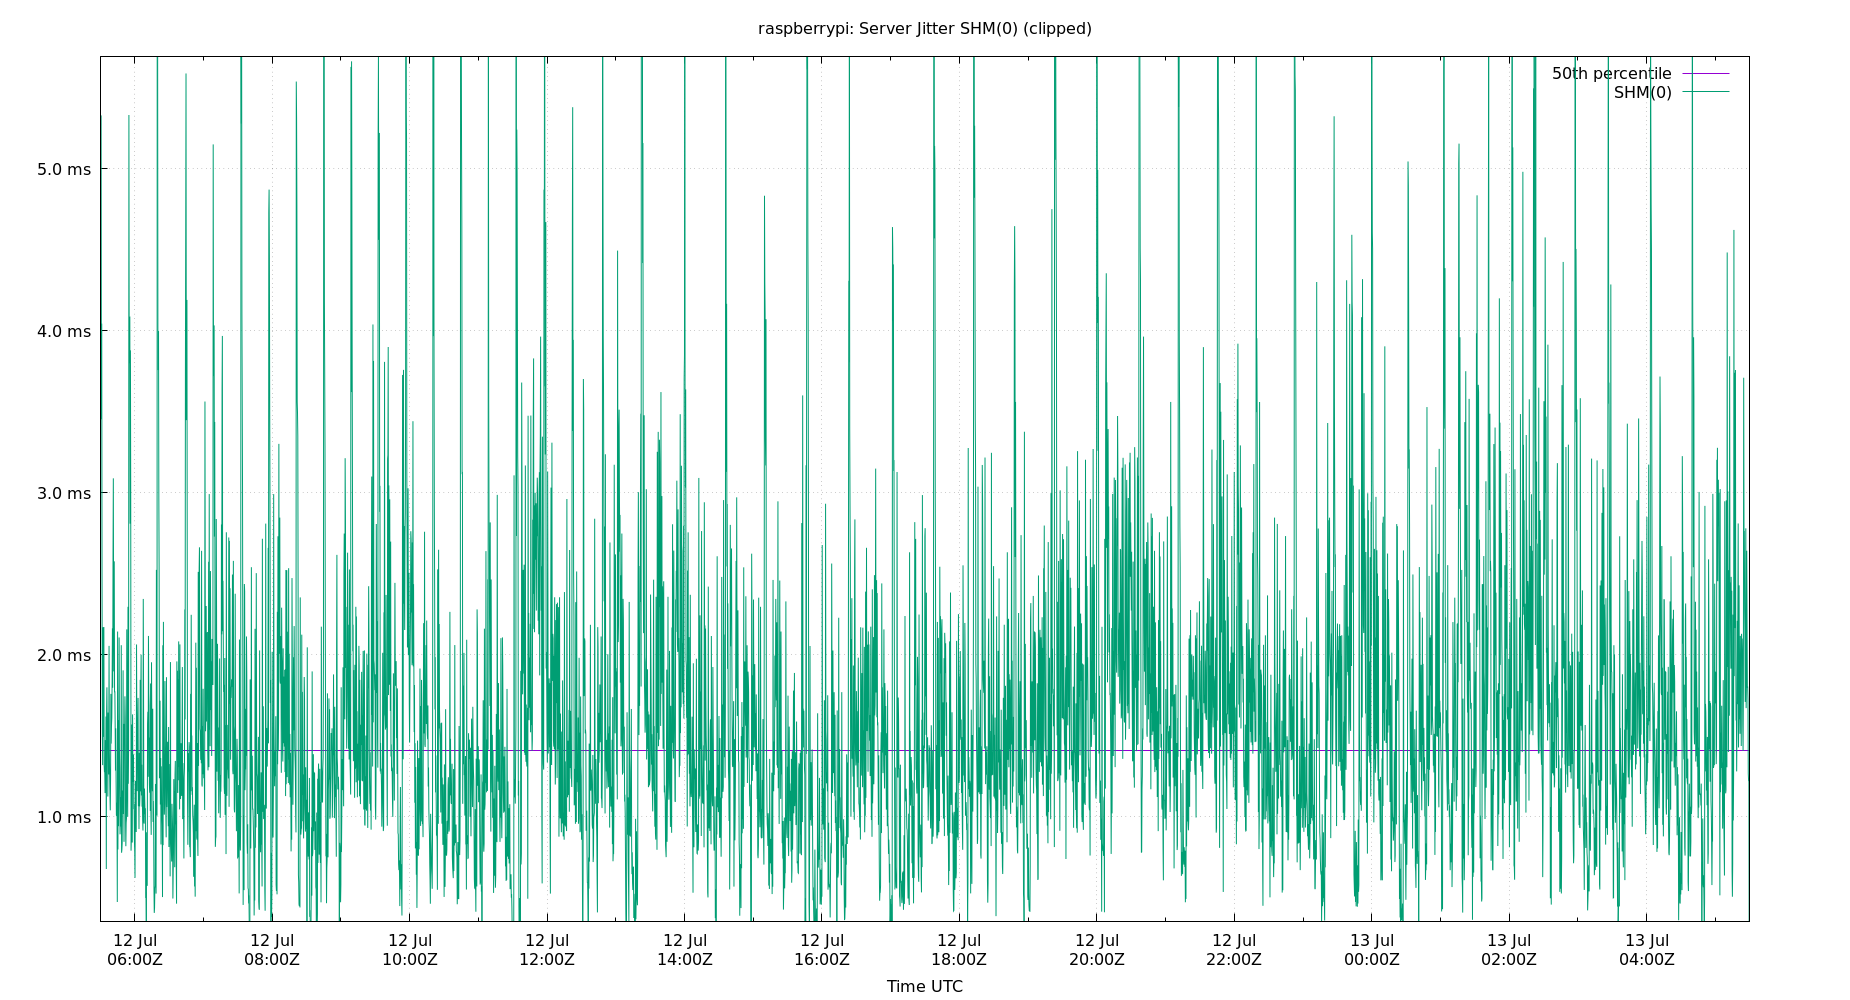 raspberrypi: Server Jitter SHM(0) (clipped)
50th percentile
SHM(0)
5.0 ms
4.0 ms
3.0 ms
2.0 ms
1.0 ms
12 Jul 12 Jul 12 Jul 12 Jul 12 Jul 12 Jul 12 Jul 12 Jul 12 Jul 13 Jul 13 Jul 13 Jul
06:00Z 08:00Z 10:00Z 12:00Z 14:00Z 16:00Z 18:00Z 20:00Z 22:00Z 00:00Z 02:00Z 04:00Z
Time UTC